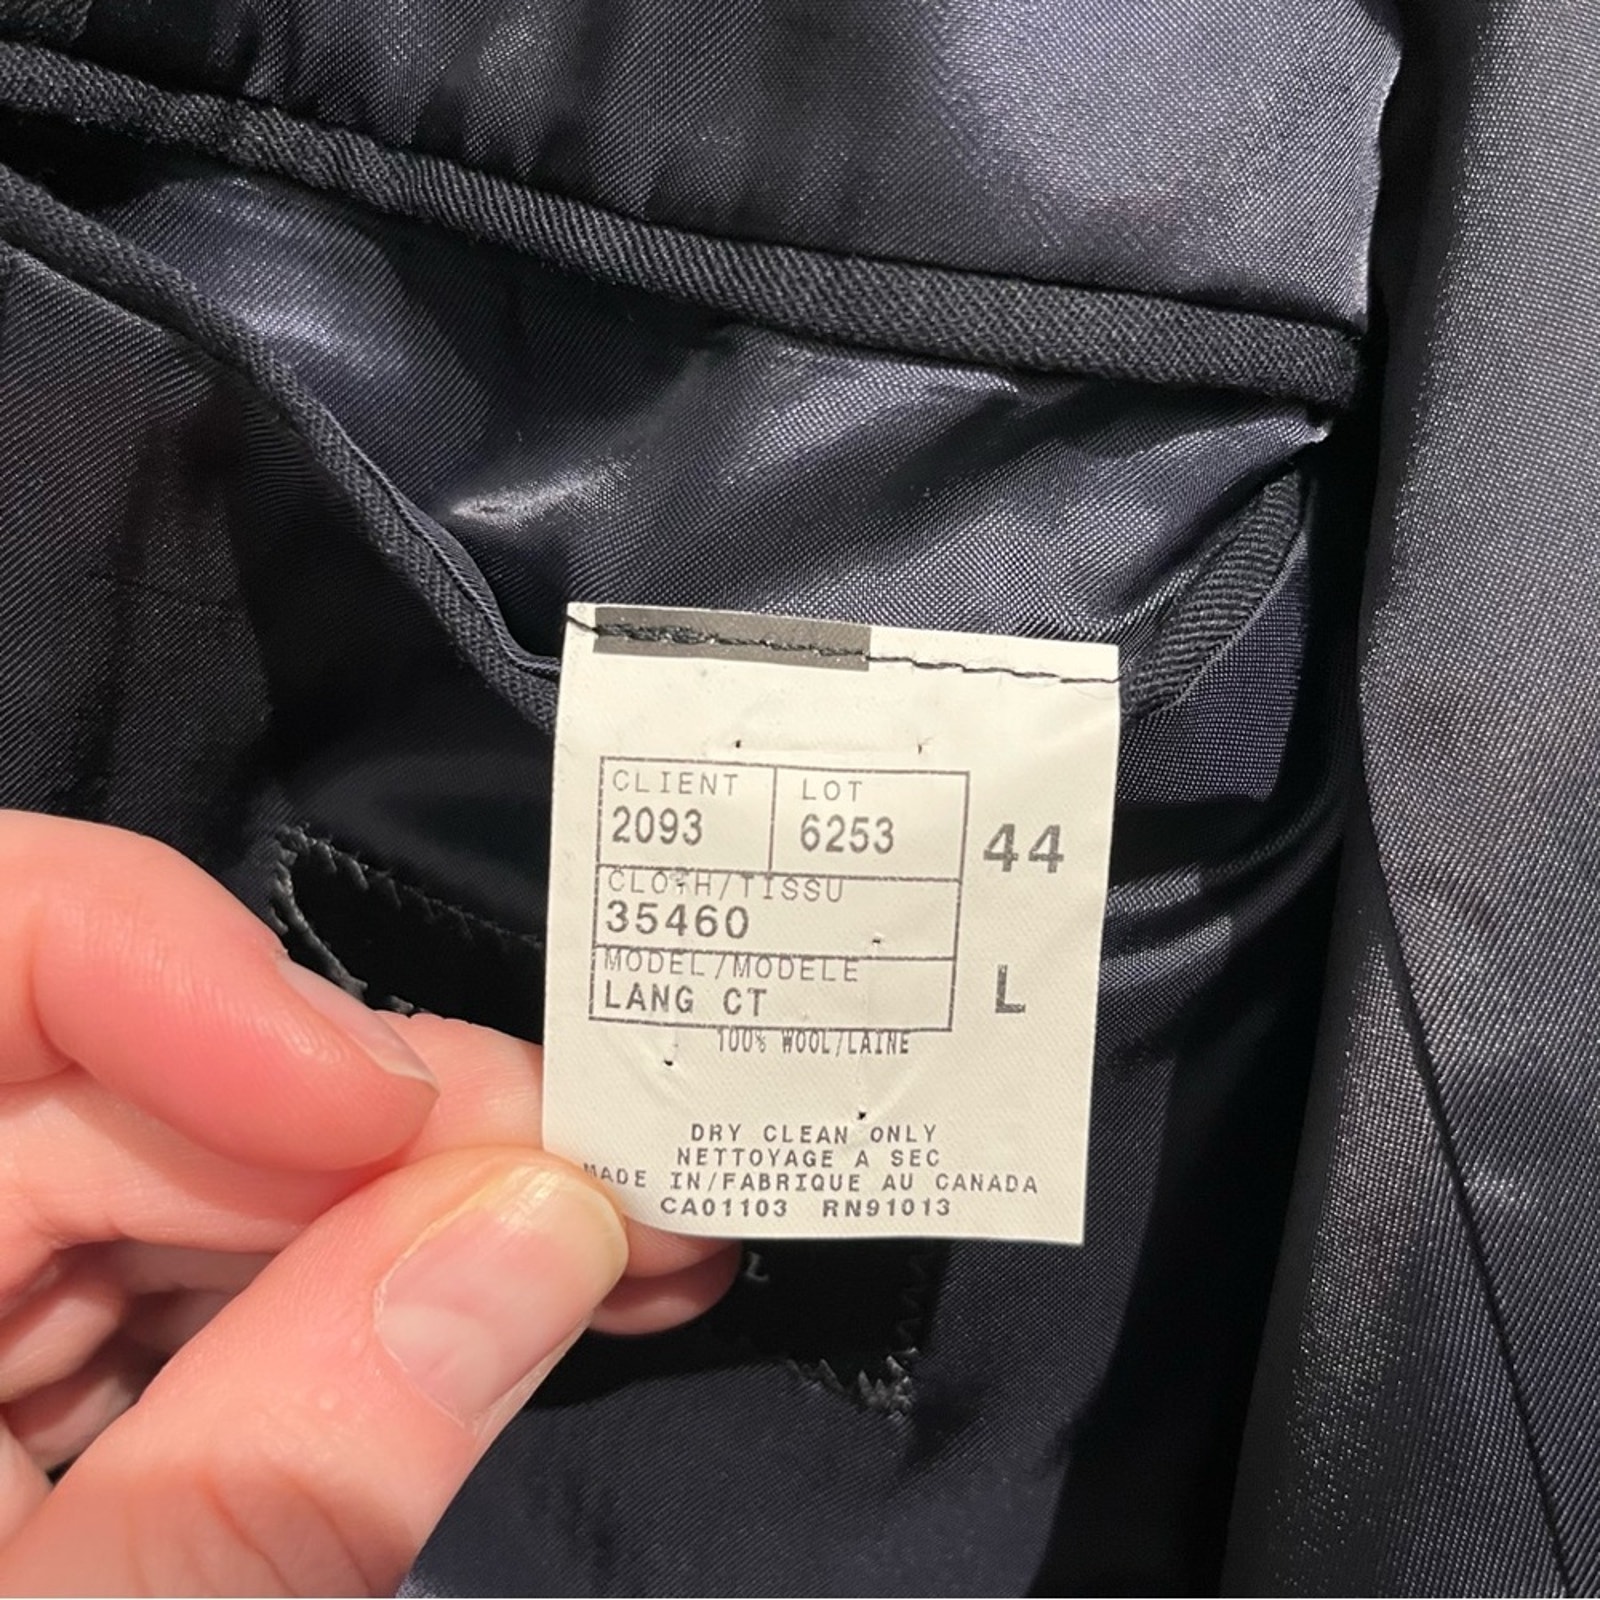 CLIENT LOT
2093 6253 44
CLOTH/TISSU
35460
MODEL/MODELE
LANG CT L
100% WOOL/LAINE
DRY CLEAN ONLY
NETTOYAGE A SEC
MADE IN/FABRIQUE AU CANADA
CA01103 RN91013